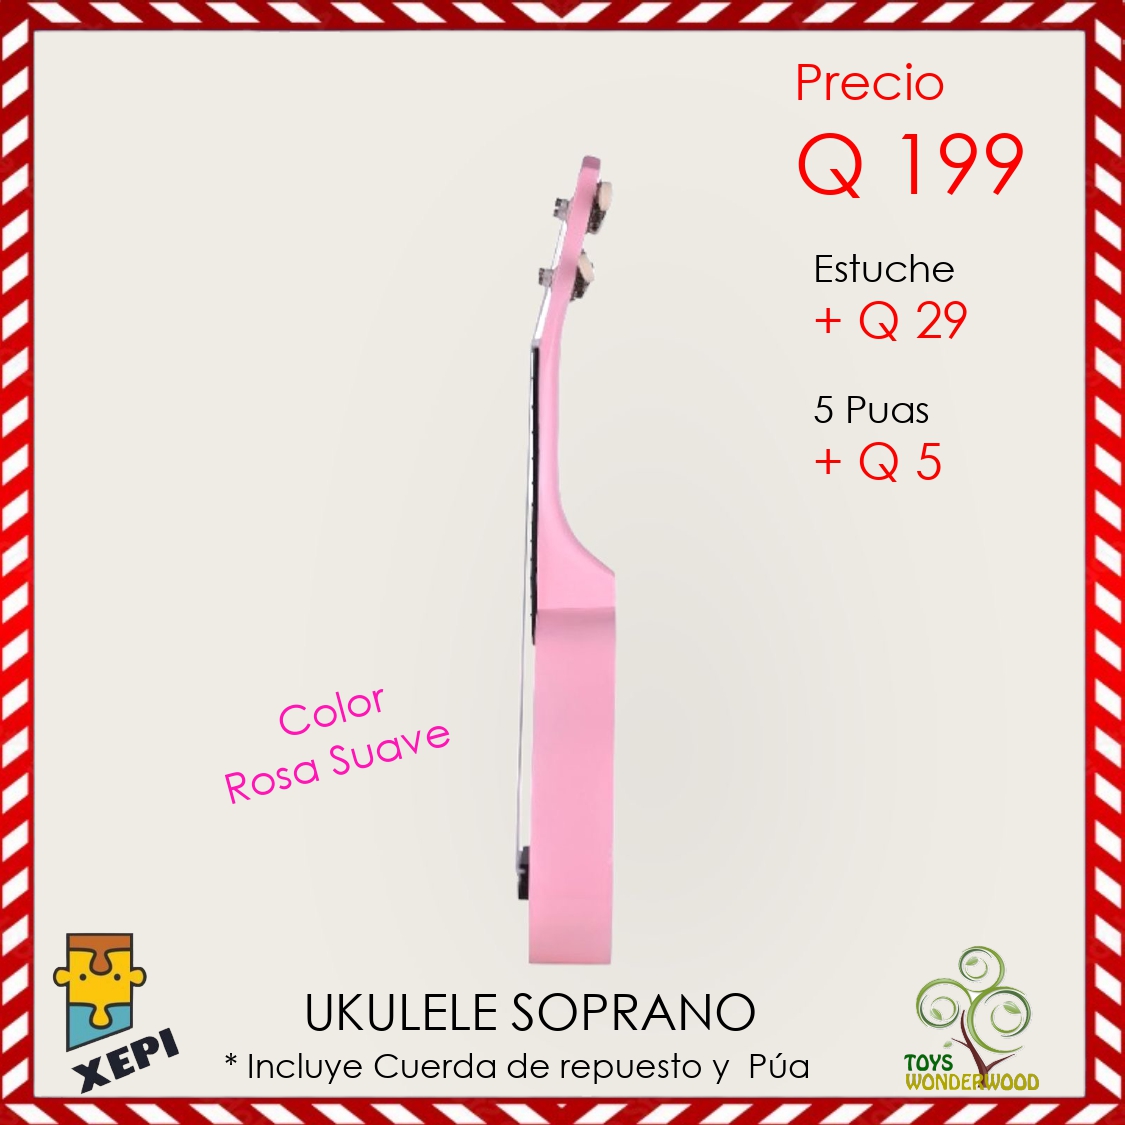 Precio
Q 199
Estuche
+ Q 29
5 Puas
+ Q 5
Color
Rosa Suave
UKULELE SOPRANO
* Incluye Cuerda de repuesto y Púa
XEPI
TOYS
WONDERWOOD